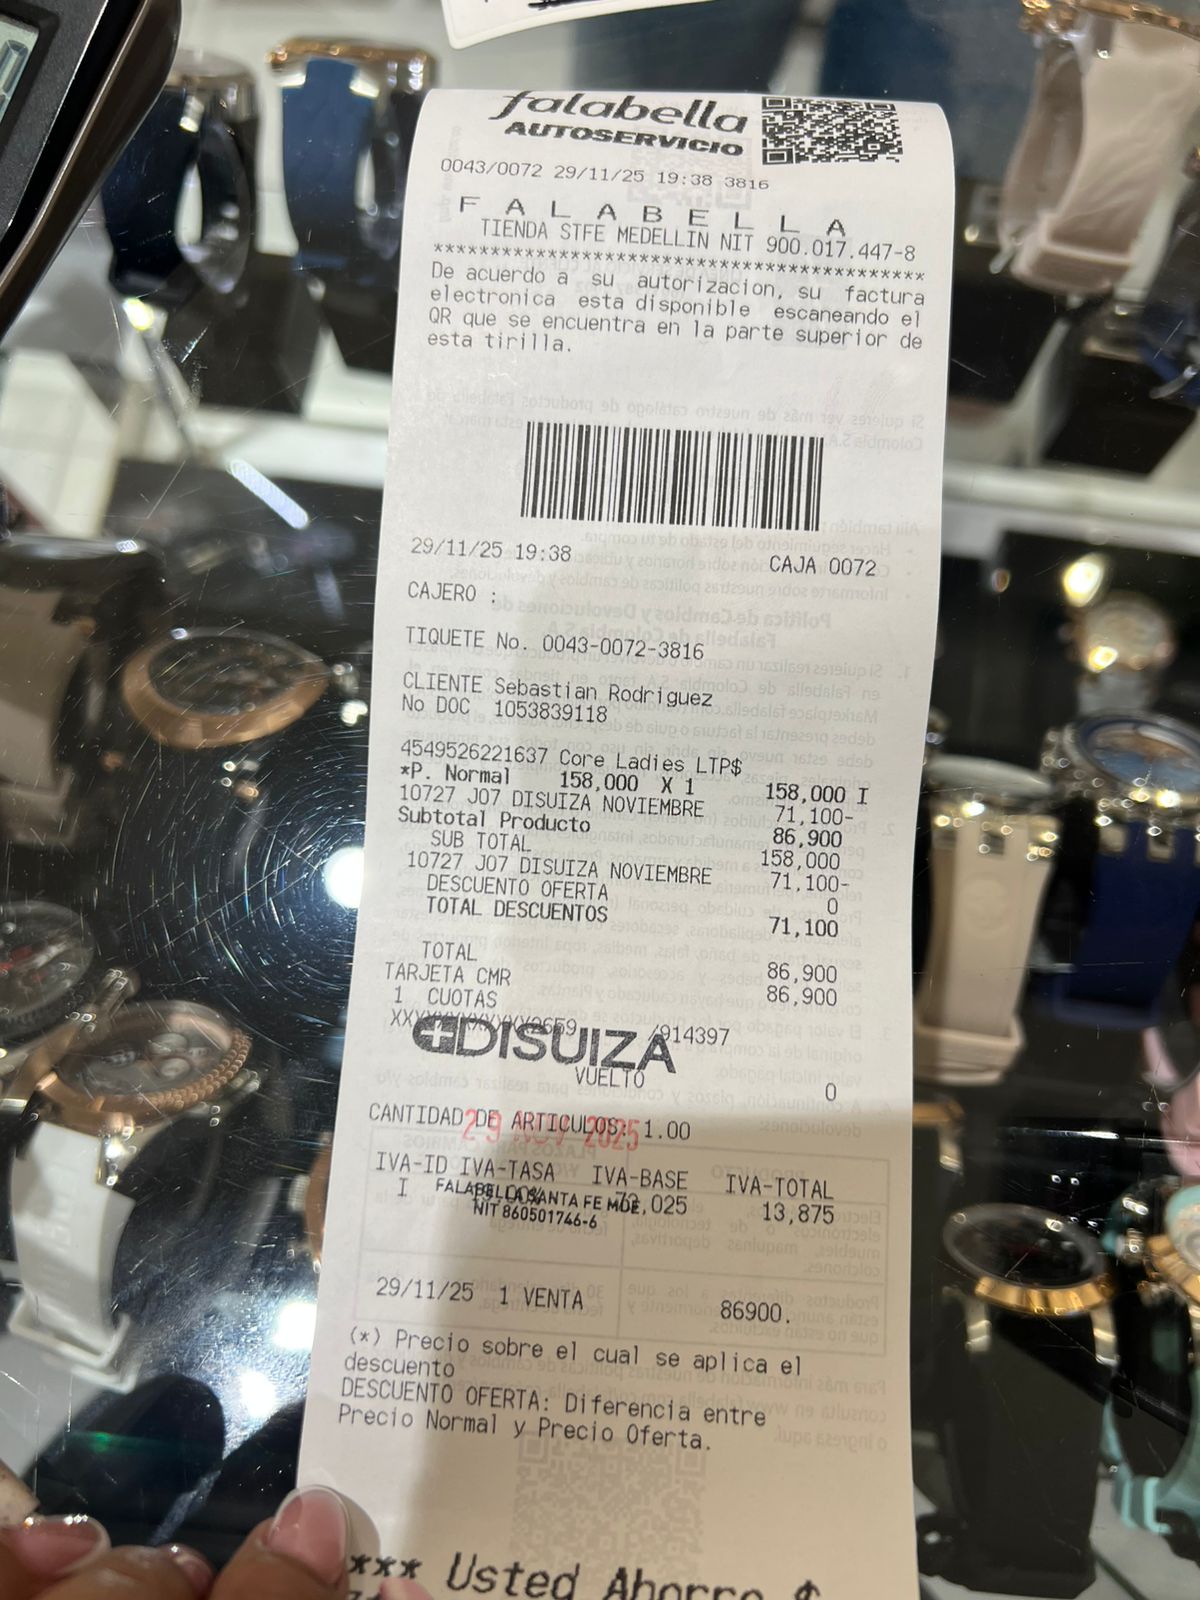 falabella
AUTOSERVICIO
0043/0072 29/11/25 19:38 3816
F A L A B E L L A
TIENDA STFE MEDELLIN NIT 900.017.447-8
******************************************
De acuerdo a su autorizacion, su factura
electronica esta disponible escaneando el
QR que se encuentra en la parte superior de
esta tirilla.
29/11/25 19:38 CAJA 0072
CAJERO :
TIQUETE No. 0043-0072-3816
CLIENTE Sebastian Rodriguez
No DOC 1053839118
4549526221637 Core Ladies LTP$
*P. Normal 158,000 X 1 158,000 I
10727 J07 DISUIZA NOVIEMBRE 71,100-
Subtotal Producto 86,900
SUB TOTAL 158,000
10727 J07 DISUIZA NOVIEMBRE 71,100-
DESCUENTO OFERTA 0
TOTAL DESCUENTOS 71,100
TOTAL 86,900
TARJETA CMR 86,900
1 CUOTAS
/914397
DISUIZA
VUELTO 0
CANTIDAD DE ARTICULOS: 1.00
29 NOV 2025
IVA-ID IVA-TASA IVA-BASE IVA-TOTAL
I 13,875
FALABELLA SANTA FE MDE
NIT 860501746-6
29/11/25 1 VENTA 86900.
(*) Precio sobre el cual se aplica el
descuento
DESCUENTO OFERTA: Diferencia entre
Precio Normal y Precio Oferta.
*** Usted Ahorro $